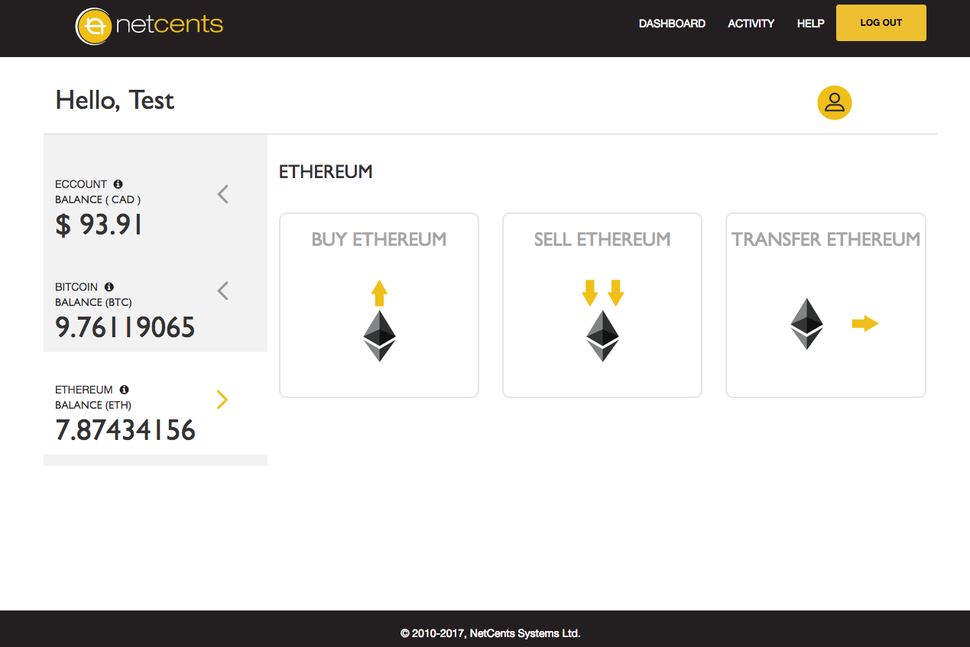 netcents
DASHBOARD ACTIVITY HELP LOG OUT
Hello, Test
ECCOUNT
BALANCE ( CAD )
$ 93.91
BITCOIN
BALANCE (BTC)
9.76119065
ETHEREUM
BALANCE (ETH)
7.87434156
ETHEREUM
BUY ETHEREUM
SELL ETHEREUM
TRANSFER ETHEREUM
© 2010-2017, NetCents Systems Ltd.